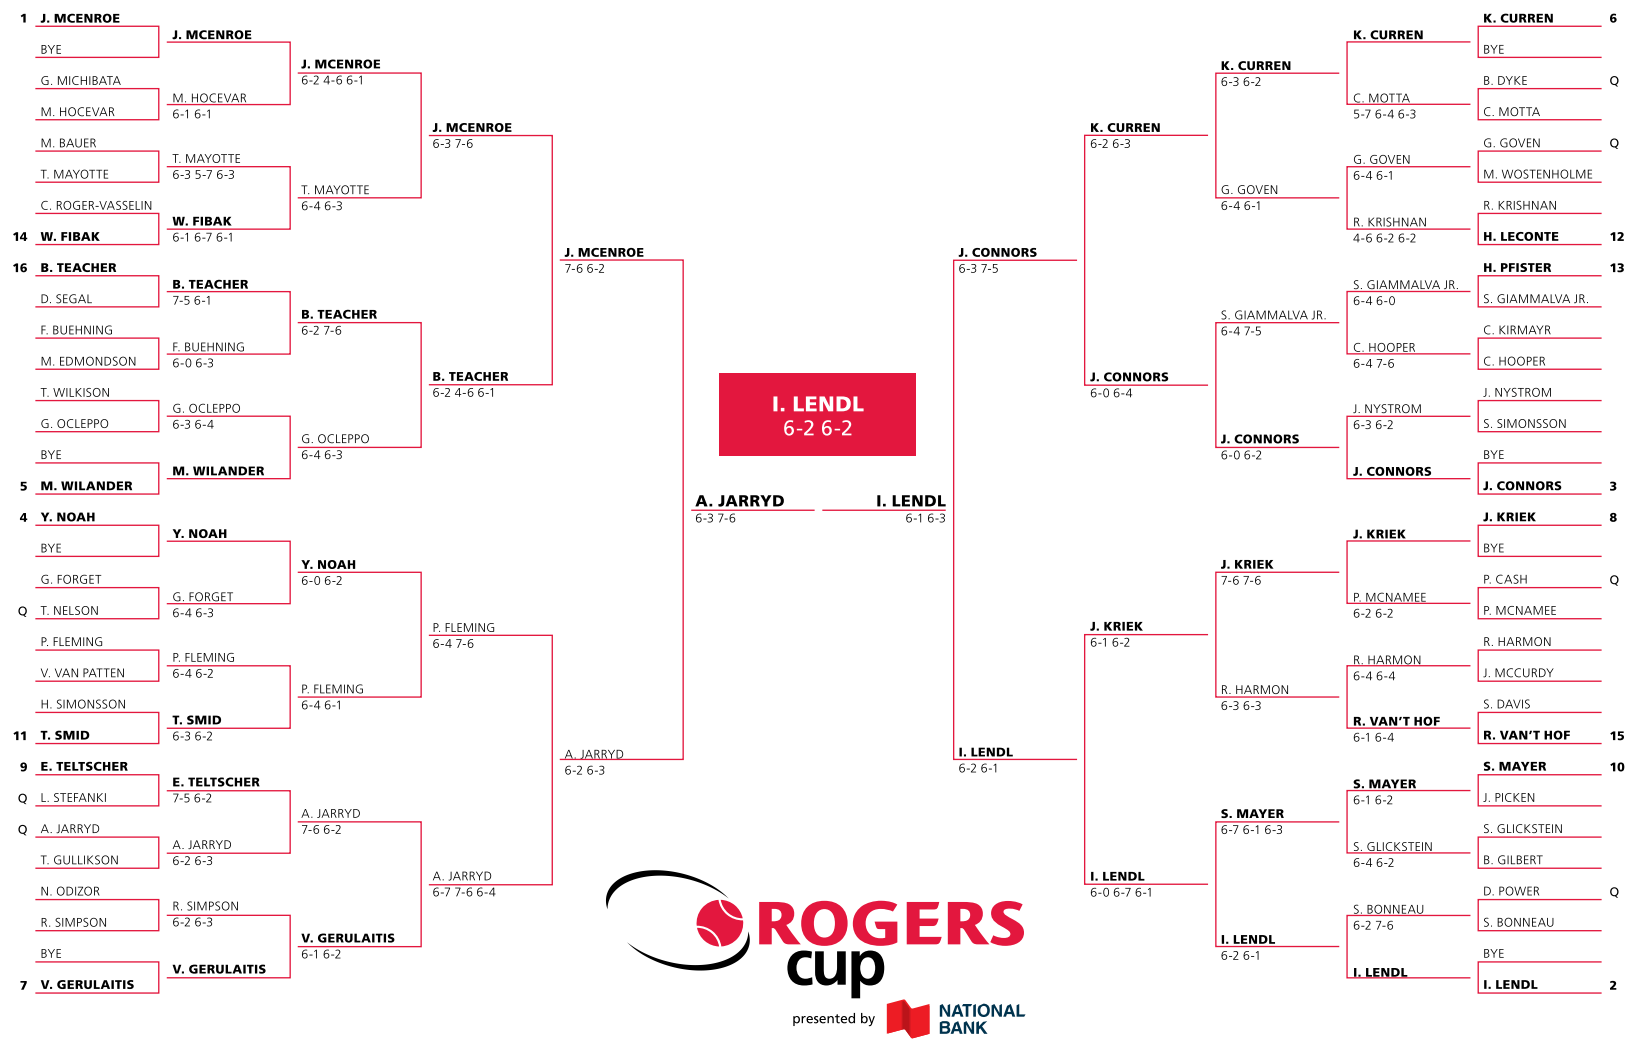 1 J. MCENROE
BYE
G. MICHIBATA
M. HOCEVAR
M. BAUER
T. MAYOTTE
C. ROGER-VASSELIN
14 W. FIBAK
16 B. TEACHER
D. SEGAL
F. BUEHNING
M. EDMONDSON
T. WILKISON
G. OCLEPPO
BYE
5 M. WILANDER
4 Y. NOAH
BYE
G. FORGET
Q T. NELSON
P. FLEMING
V. VAN PATTEN
H. SIMONSSON
11 T. SMID
9 E. TELTSCHER
Q L. STEFANKI
Q A. JARRYD
T. GULLIKSON
N. ODIZOR
R. SIMPSON
BYE
7 V. GERULAITIS
J. MCENROE
M. HOCEVAR
6-1 6-1
T. MAYOTTE
6-3 5-7 6-3
W. FIBAK
6-1 6-7 6-1
B. TEACHER
7-5 6-1
F. BUEHNING
6-0 6-3
G. OCLEPPO
6-3 6-4
M. WILANDER
Y. NOAH
G. FORGET
6-4 6-3
P. FLEMING
6-4 6-2
T. SMID
6-3 6-2
E. TELTSCHER
7-5 6-2
A. JARRYD
6-2 6-3
R. SIMPSON
6-2 6-3
V. GERULAITIS
J. MCENROE
6-2 4-6 6-1
T. MAYOTTE
6-4 6-3
B. TEACHER
6-2 7-6
G. OCLEPPO
6-4 6-3
Y. NOAH
6-0 6-2
P. FLEMING
6-4 6-1
A. JARRYD
7-6 6-2
V. GERULAITIS
6-1 6-2
J. MCENROE
6-3 7-6
B. TEACHER
6-2 4-6 6-1
P. FLEMING
6-4 7-6
A. JARRYD
6-7 7-6 6-4
J. MCENROE
7-6 6-2
A. JARRYD
6-2 6-3
A. JARRYD
6-3 7-6
I. LENDL
6-2 6-2
I. LENDL
6-1 6-3
J. CONNORS
6-3 7-5
I. LENDL
6-2 6-1
K. CURREN
6-2 6-3
J. CONNORS
6-0 6-4
J. KRIEK
6-1 6-2
I. LENDL
6-0 6-7 6-1
K. CURREN
6-3 6-2
G. GOVEN
6-4 6-1
S. GIAMMALVA JR.
6-4 7-5
J. CONNORS
6-0 6-2
J. KRIEK
7-6 7-6
R. HARMON
6-3 6-3
S. MAYER
6-7 6-1 6-3
I. LENDL
6-2 6-1
K. CURREN
C. MOTTA
5-7 6-4 6-3
G. GOVEN
6-4 6-1
R. KRISHNAN
4-6 6-2 6-2
S. GIAMMALVA JR.
6-4 6-0
C. HOOPER
6-4 7-6
J. NYSTROM
6-3 6-2
J. CONNORS
J. KRIEK
P. MCNAMEE
6-2 6-2
R. HARMON
6-4 6-4
R. VAN'T HOF
6-1 6-4
S. MAYER
6-1 6-2
S. GLICKSTEIN
6-4 6-2
S. BONNEAU
6-2 7-6
I. LENDL
K. CURREN 6
BYE
B. DYKE Q
C. MOTTA
G. GOVEN Q
M. WOSTENHOLME
R. KRISHNAN
H. LECONTE 12
H. PFISTER 13
S. GIAMMALVA JR.
C. KIRMAYR
C. HOOPER
J. NYSTROM
S. SIMONSSON
BYE
J. CONNORS 3
J. KRIEK 8
BYE
P. CASH Q
P. MCNAMEE
R. HARMON
J. MCCURDY
S. DAVIS
R. VAN'T HOF 15
S. MAYER 10
J. PICKEN
S. GLICKSTEIN
B. GILBERT
D. POWER Q
S. BONNEAU
BYE
I. LENDL 2
ROGERS
cup
presented by
NATIONAL
BANK